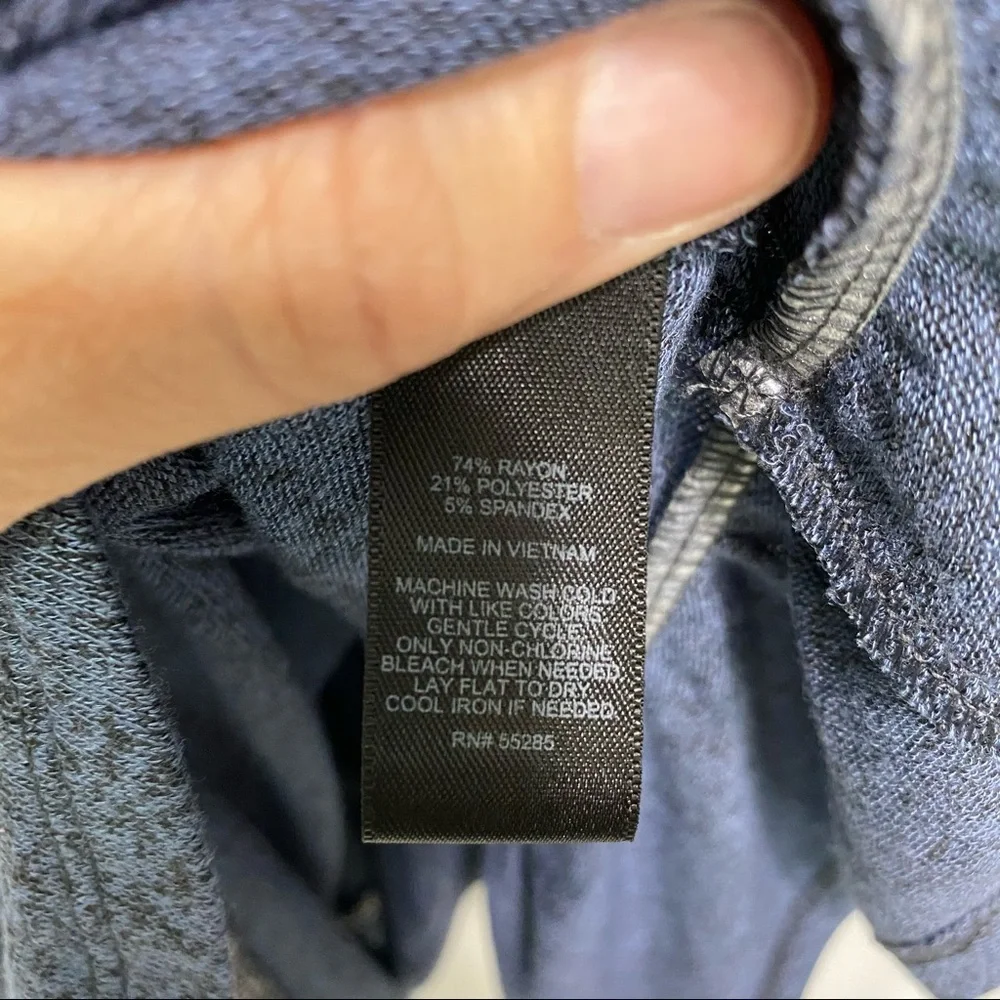 74% RAYON
21% POLYESTER
5% SPANDEX
MADE IN VIETNAM
MACHINE WASH COLD
WITH LIKE COLORS
GENTLE CYCLE
ONLY NON-CHLORINE
BLEACH WHEN NEEDED
LAY FLAT TO DRY
COOL IRON IF NEEDED.
RN# 55285